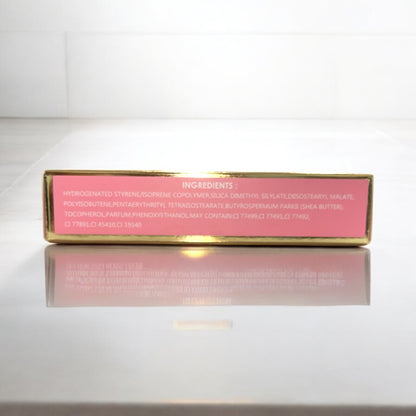 INGREDIENTS :
HYDROGENATED STYRENE/ISOPRENE COPOLYMER,SILICA DIMETHYL SILYLATE,DIISOSTEARYL MALATE,
POLYISOBUTENE,PENTAERYTHRITYL TETRAISOSTEARATE,BUTYROSPERMUM PARKII (SHEA BUTTER),
TOCOPHEROL,PARFUM,PHENOXYETHANOL,MAY CONTAIN:CI 77499,CI 77491,CI 77492,
CI 77891,CI 45410,CI 19140